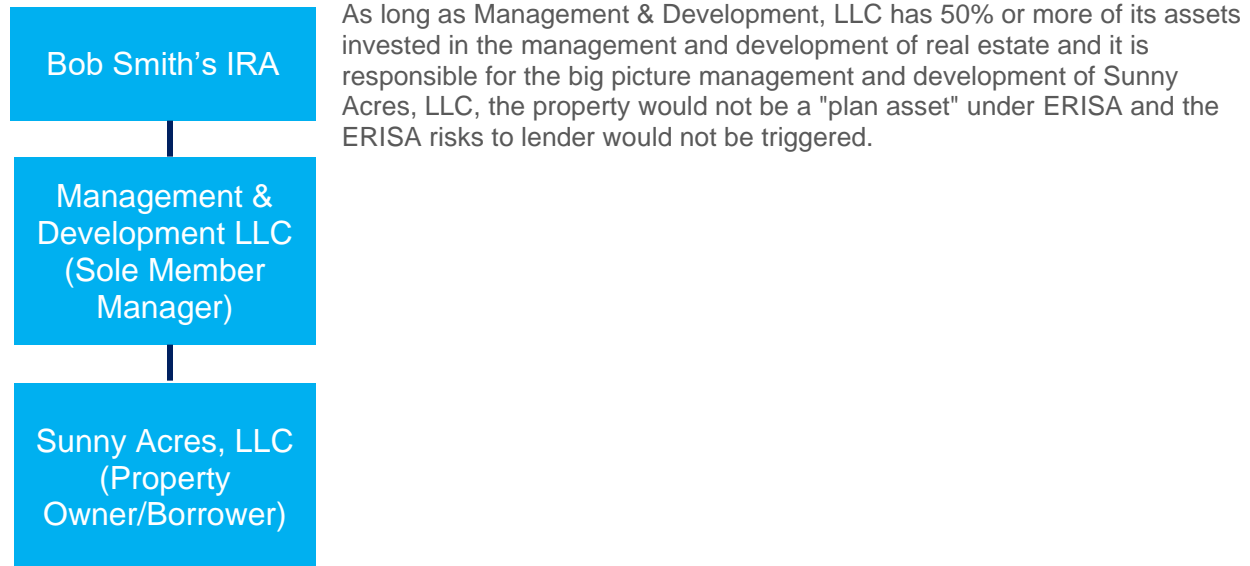 Bob Smith's IRA
As long as Management & Development, LLC has 50% or more of its assets
invested in the management and development of real estate and it is
responsible for the big picture management and development of Sunny
Acres, LLC, the property would not be a "plan asset" under ERISA and the
ERISA risks to lender would not be triggered.
Management &
Development LLC
(Sole Member
Manager)
Sunny Acres, LLC
(Property
Owner/Borrower)